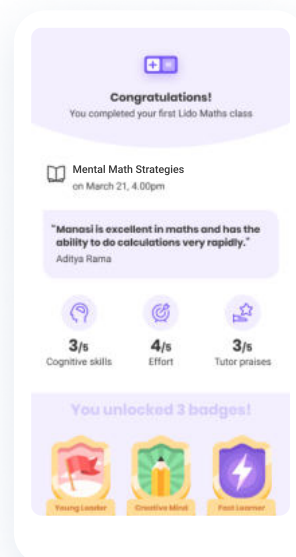 Congratulations!
You completed your first Lido Maths class
Mental Math Strategies
on March 21, 4.00pm
"Manasi is excellent in maths and has the
ability to do calculations very rapidly."
Aditya Rama
3/5
4/5
3/5
Cognitive skills
Effort
Tutor praises
You unlocked 3 badges!
Young Leader
Creative Mind
Fast Learner